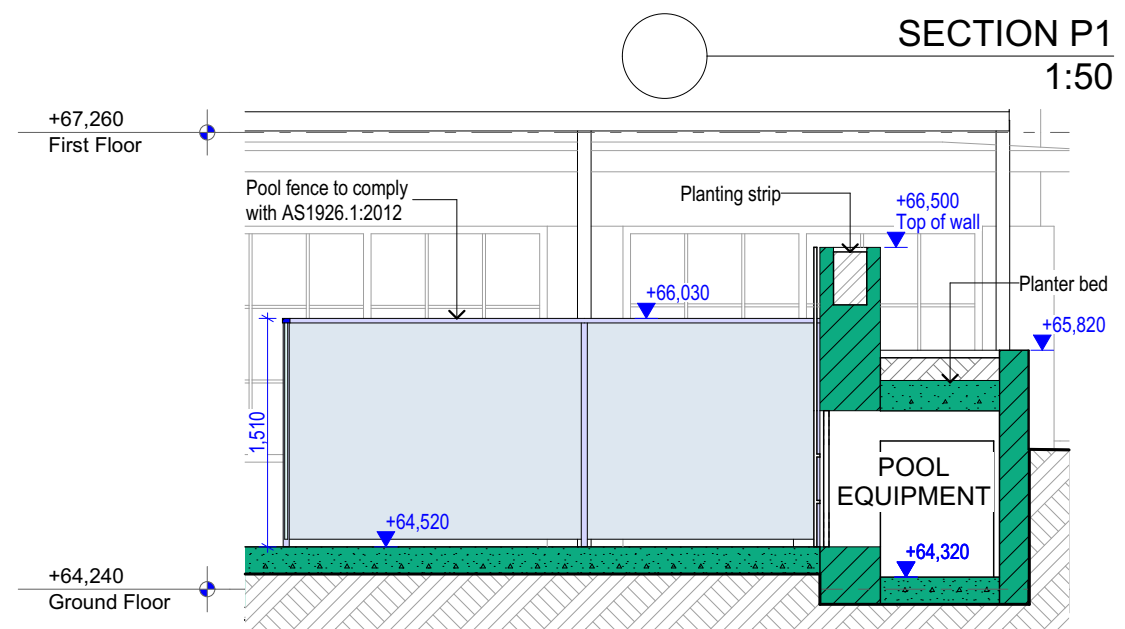 SECTION P1
1:50
+67,260
First Floor
Pool fence to comply
with AS1926.1:2012
Planting strip
+66,500
Top of wall
Planter bed
+66,030
+65,820
1,510
POOL
EQUIPMENT
+64,520
+64,320
+64,240
Ground Floor